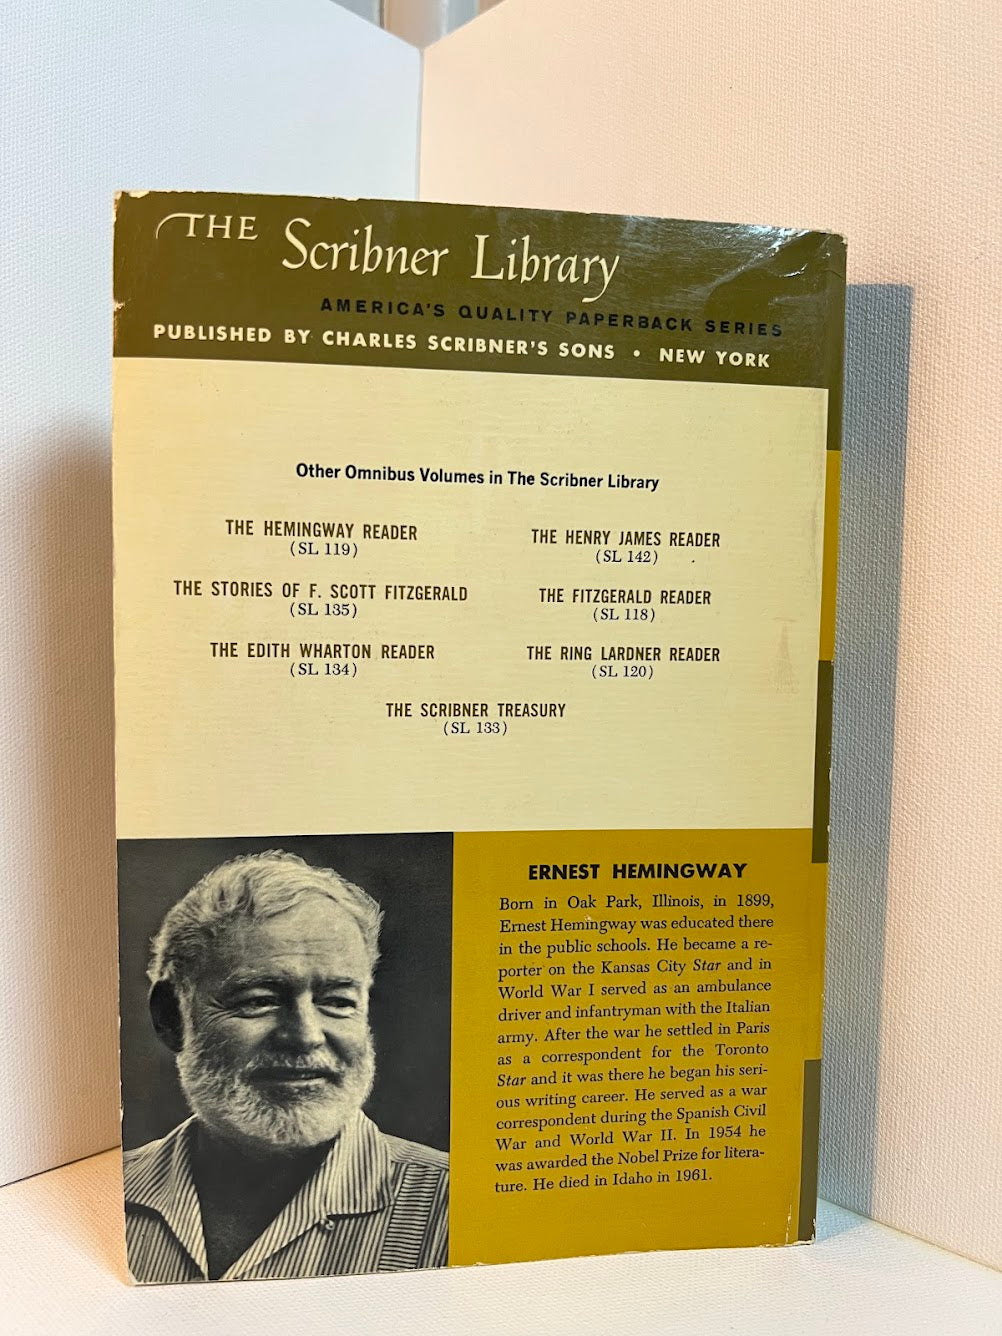 THE Scribner Library
AMERICA'S QUALITY PAPERBACK SERIES
PUBLISHED BY CHARLES SCRIBNER'S SONS • NEW YORK
Other Omnibus Volumes in The Scribner Library
THE HEMINGWAY READER
(SL 119)
THE HENRY JAMES READER
(SL 142)
THE STORIES OF F. SCOTT FITZGERALD
(SL 135)
THE FITZGERALD READER
(SL 118)
THE EDITH WHARTON READER
(SL 134)
THE RING LARDNER READER
(SL 120)
THE SCRIBNER TREASURY
(SL 133)
ERNEST HEMINGWAY
Born in Oak Park, Illinois, in 1899,
Ernest Hemingway was educated there
in the public schools. He became a re-
porter on the Kansas City Star and in
World War I served as an ambulance
driver and infantryman with the Italian
army. After the war he settled in Paris
as a correspondent for the Toronto
Star and it was there he began his seri-
ous writing career. He served as a war
correspondent during the Spanish Civil
War and World War II. In 1954 he
was awarded the Nobel Prize for litera-
ture. He died in Idaho in 1961.